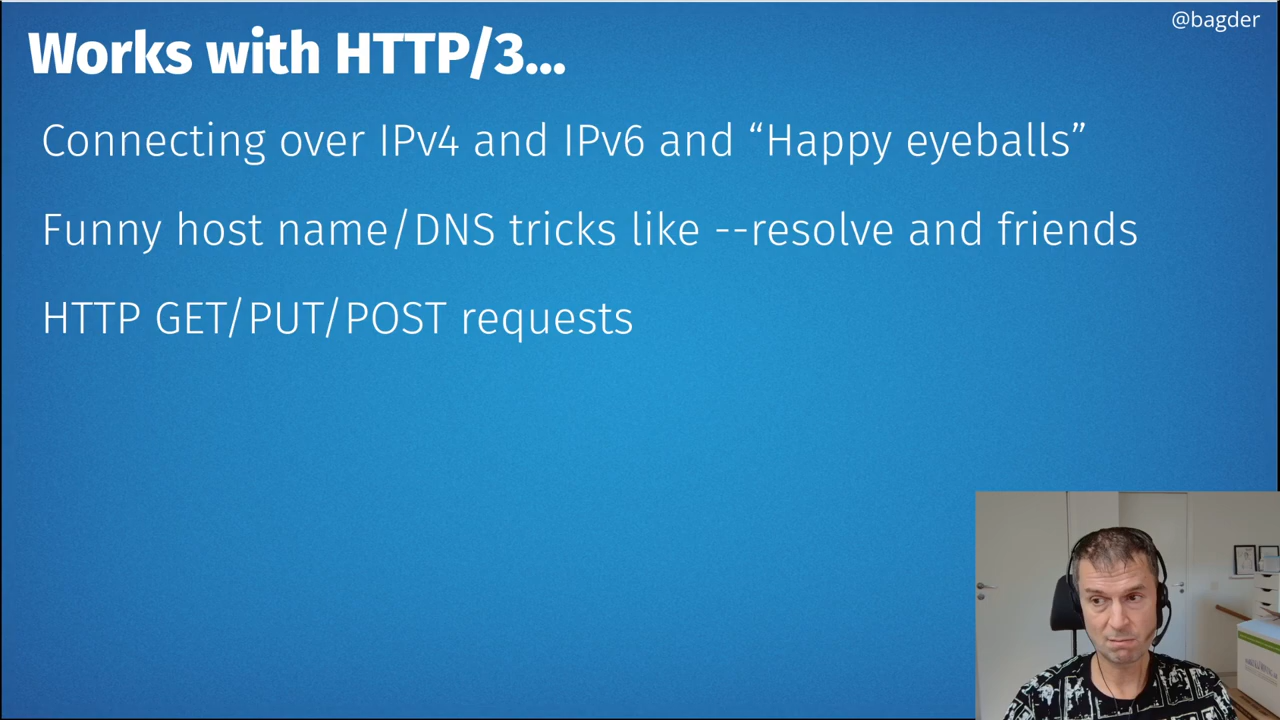 @bagder
Works with HTTP/3...
Connecting over IPv4 and IPv6 and “Happy eyeballs”
Funny host name/DNS tricks like --resolve and friends
HTTP GET/PUT/POST requests